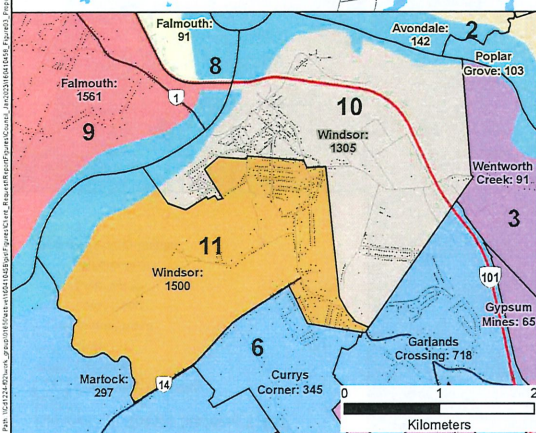 Falmouth:
91
Avondale:
142
2
Poplar
Grove: 103
8
Falmouth:
1561
1
9
10
Windsor:
1305
Wentworth
Creek: 91
3
11
Windsor:
1500
101
Gypsum
Mines: 65
6
Garlands
Crossing: 718
Martock:
297
14
Currys
Corner: 345
0
1
2
Kilometers